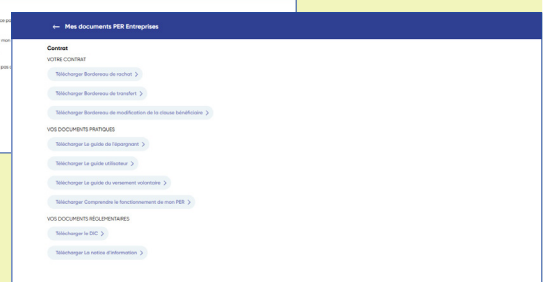 ← Mes documents PER Entreprises
Contrat
VOTRE CONTRAT
Télécharger Bordereau de rachat >
Télécharger Bordereau de transfert >
Télécharger Bordereau de modification de la clause bénéficiaire >
VOS DOCUMENTS PRATIQUES
Télécharger Le guide de l'épargnant >
Télécharger Le guide utilisateur >
Télécharger Le guide du versement volontaire >
Télécharger Comprendre le fonctionnement de mon PER >
VOS DOCUMENTS RÉGLEMENTAIRES
Télécharger le DIC >
Télécharger La notice d'information >